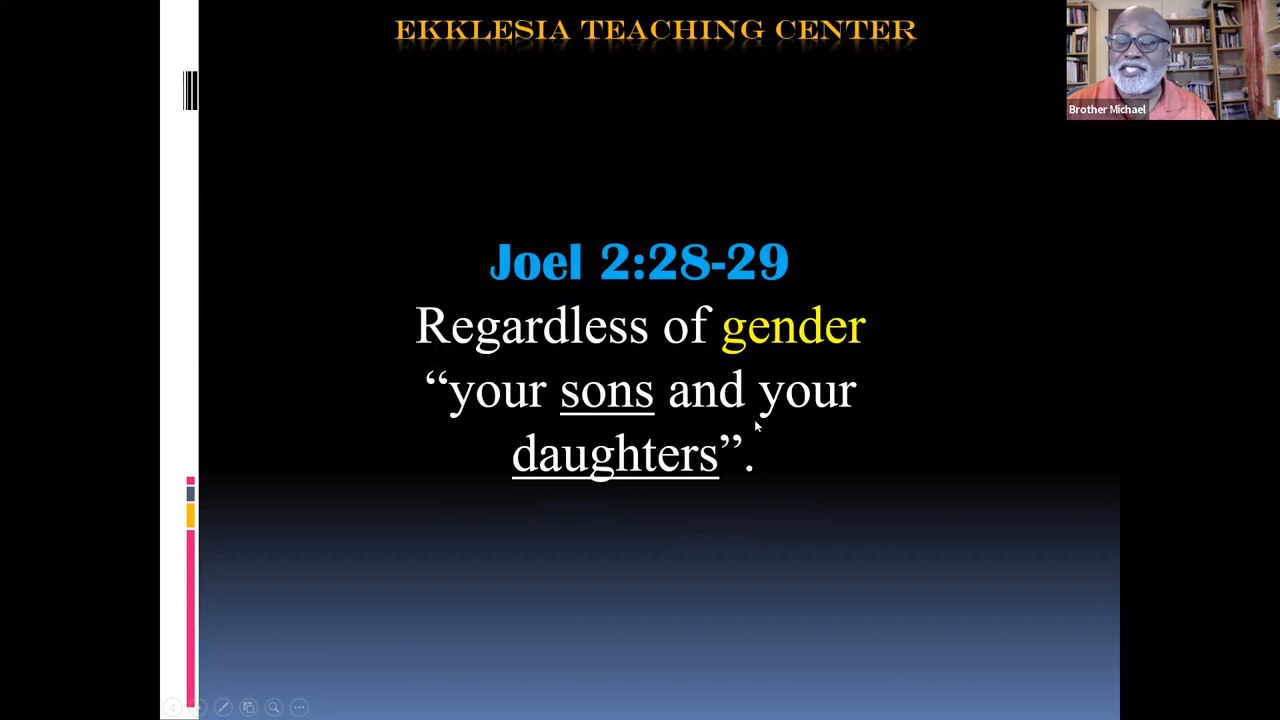 EKKLESIA TEACHING CENTER
Brother Michael
Joel 2:28-29
Regardless of gender
“your sons and your
daughters”.